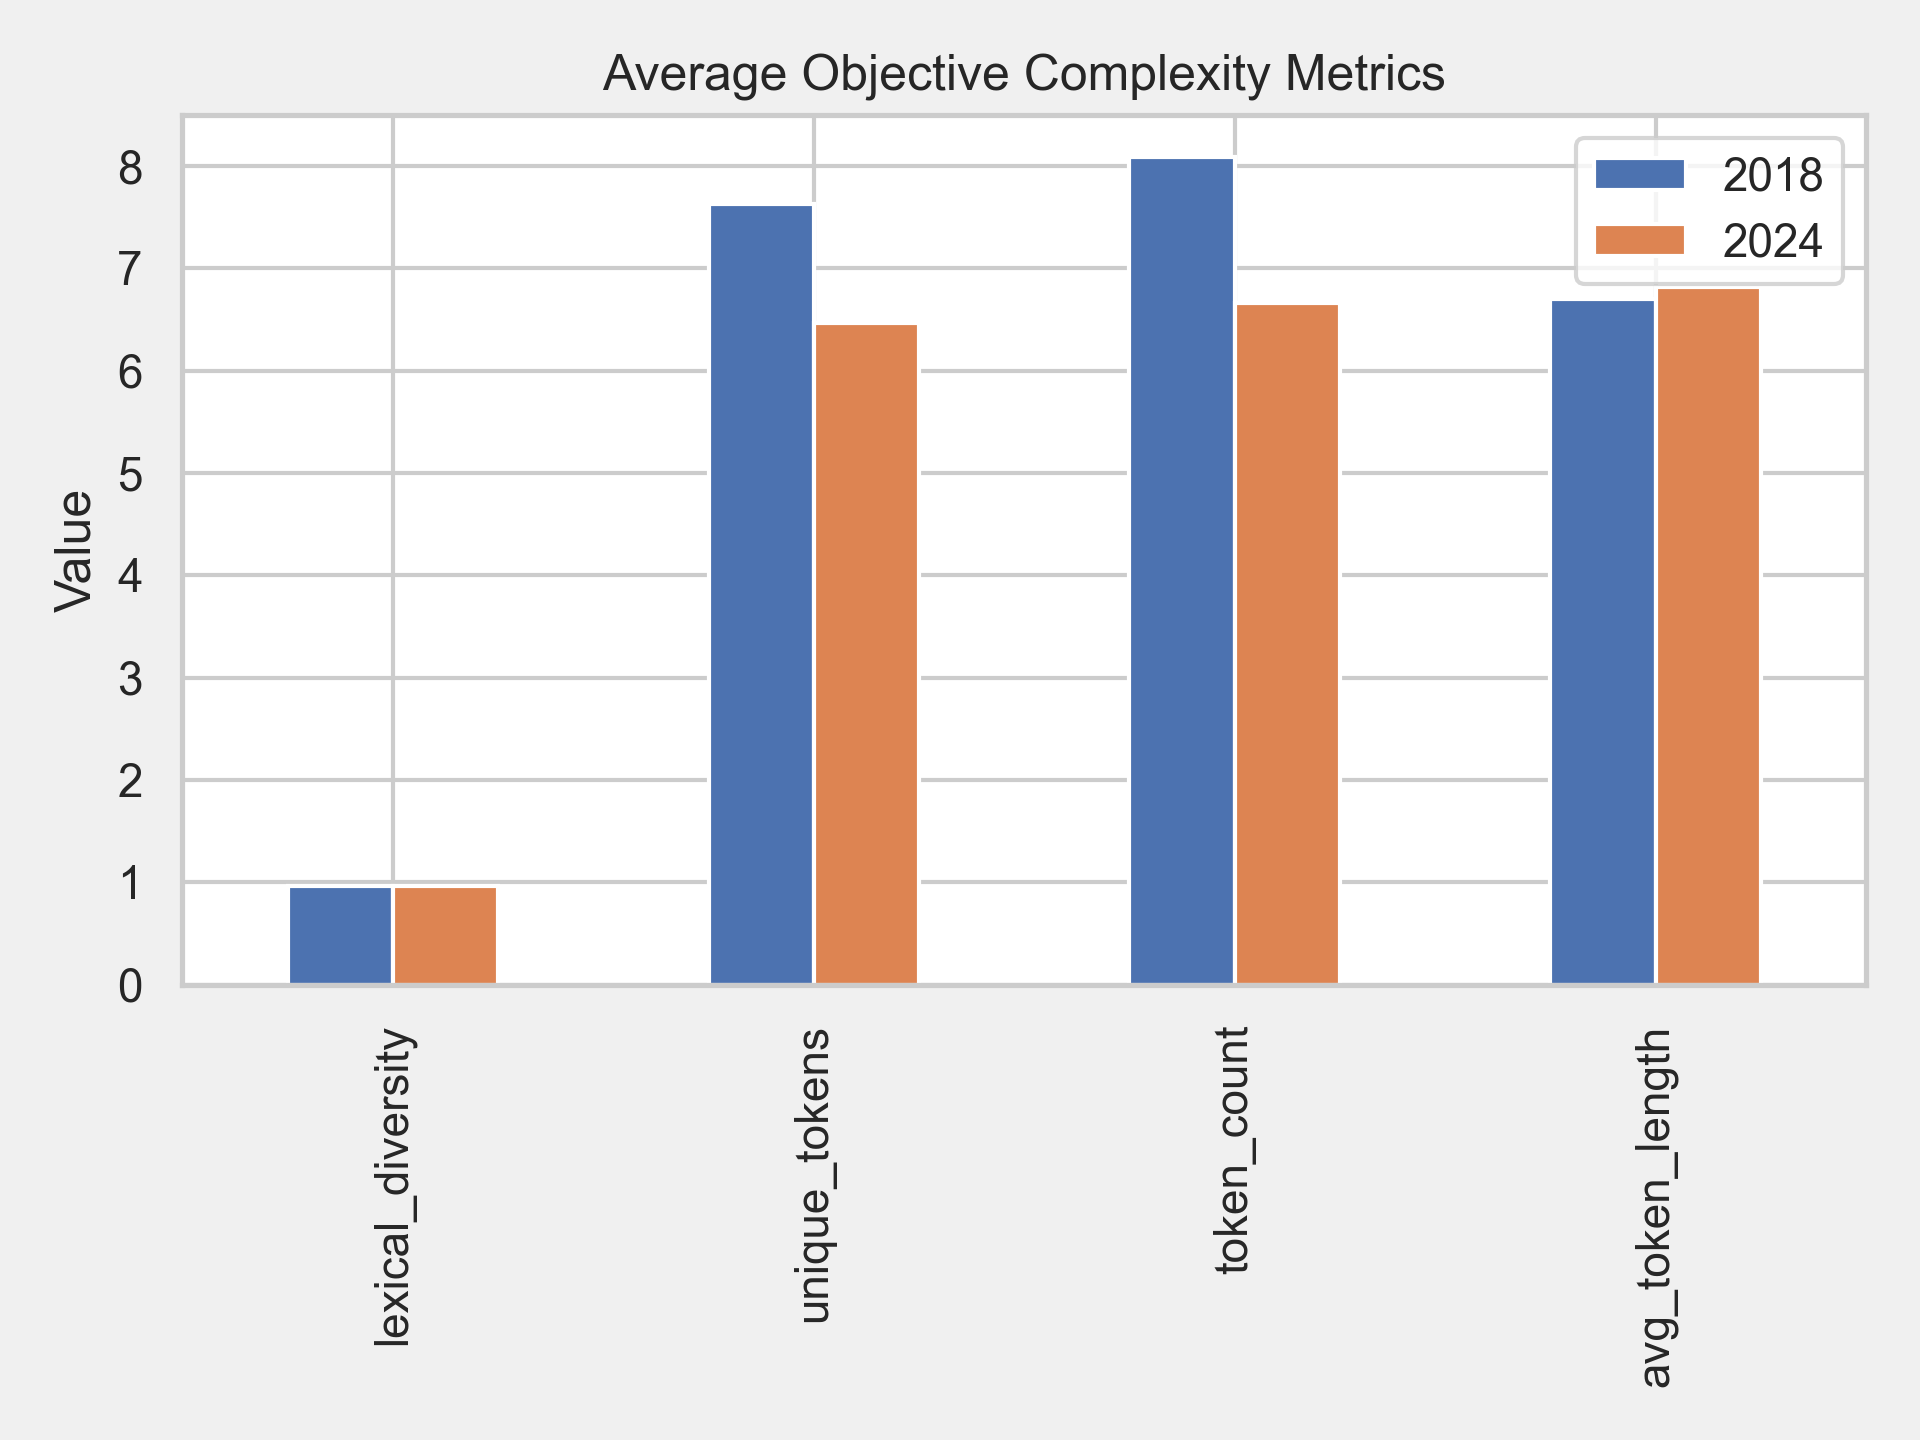 Average Objective Complexity Metrics
2018
2024
8
7
6
5
4
3
2
1
0
Value
lexical_diversity
unique_tokens
token_count
avg_token_length